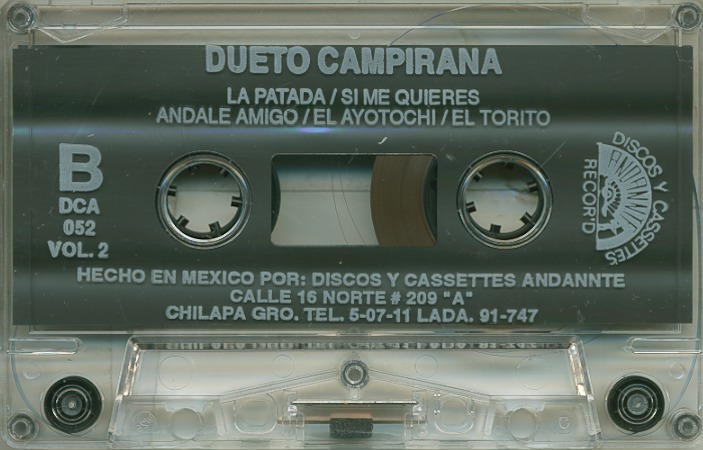 DUETO CAMPIRANA
LA PATADA / SI ME QUIERES
ANDALE AMIGO / EL AYOTOCHI / EL TORITO
B
DCA
052
VOL. 2
DISCOS Y CASSETTES
ANDANNTE
RECOR'D
HECHO EN MEXICO POR: DISCOS Y CASSETTES ANDANNTE
CALLE 16 NORTE # 209 "A"
CHILAPA GRO. TEL. 5-07-11 LADA. 91-747